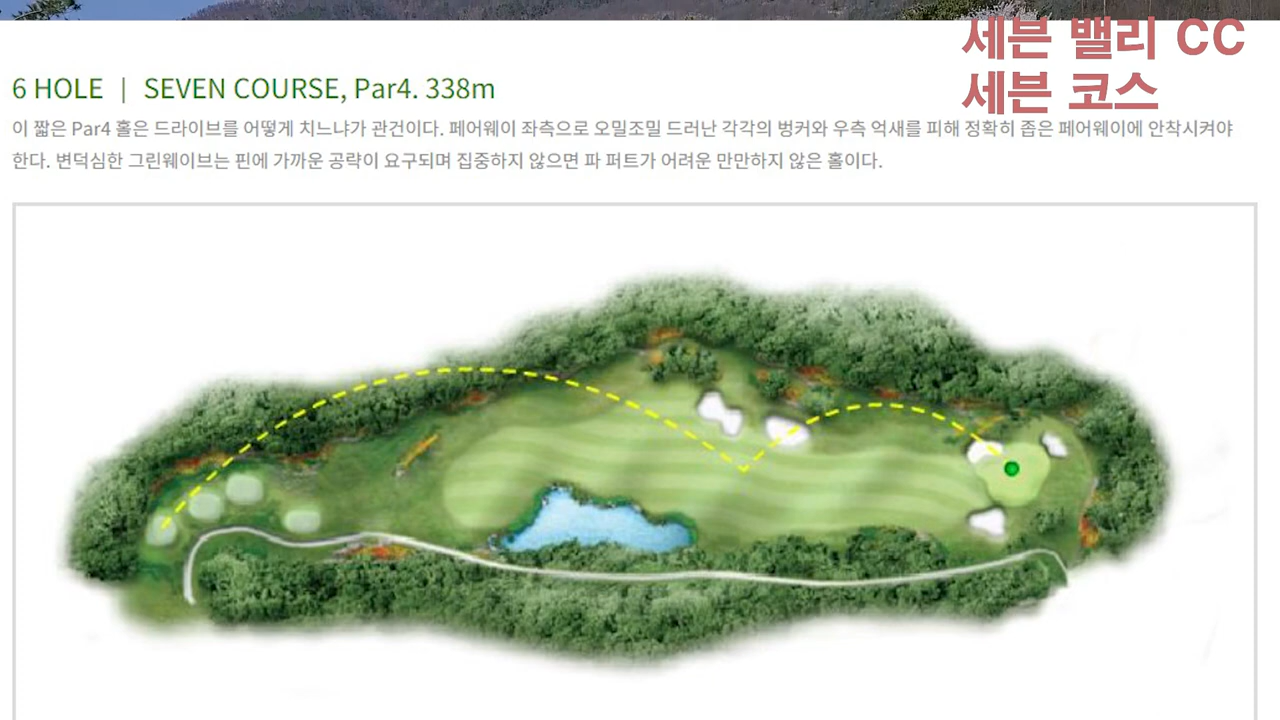 세븐 밸리 CC
세븐 코스
6 HOLE | SEVEN COURSE, Par4. 338m
이 짧은 Par4 홀은 드라이브를 어떻게 치느냐가 관건이다. 페어웨이 좌측으로 오밀조밀 드러난 각각의 벙커와 우측 억새를 피해 정확히 좁은 페어웨이에 안착시켜야
한다. 변덕심한 그린웨이브는 핀에 가까운 공략이 요구되며 집중하지 않으면 파 퍼트가 어려운 만만하지 않은 홀이다.